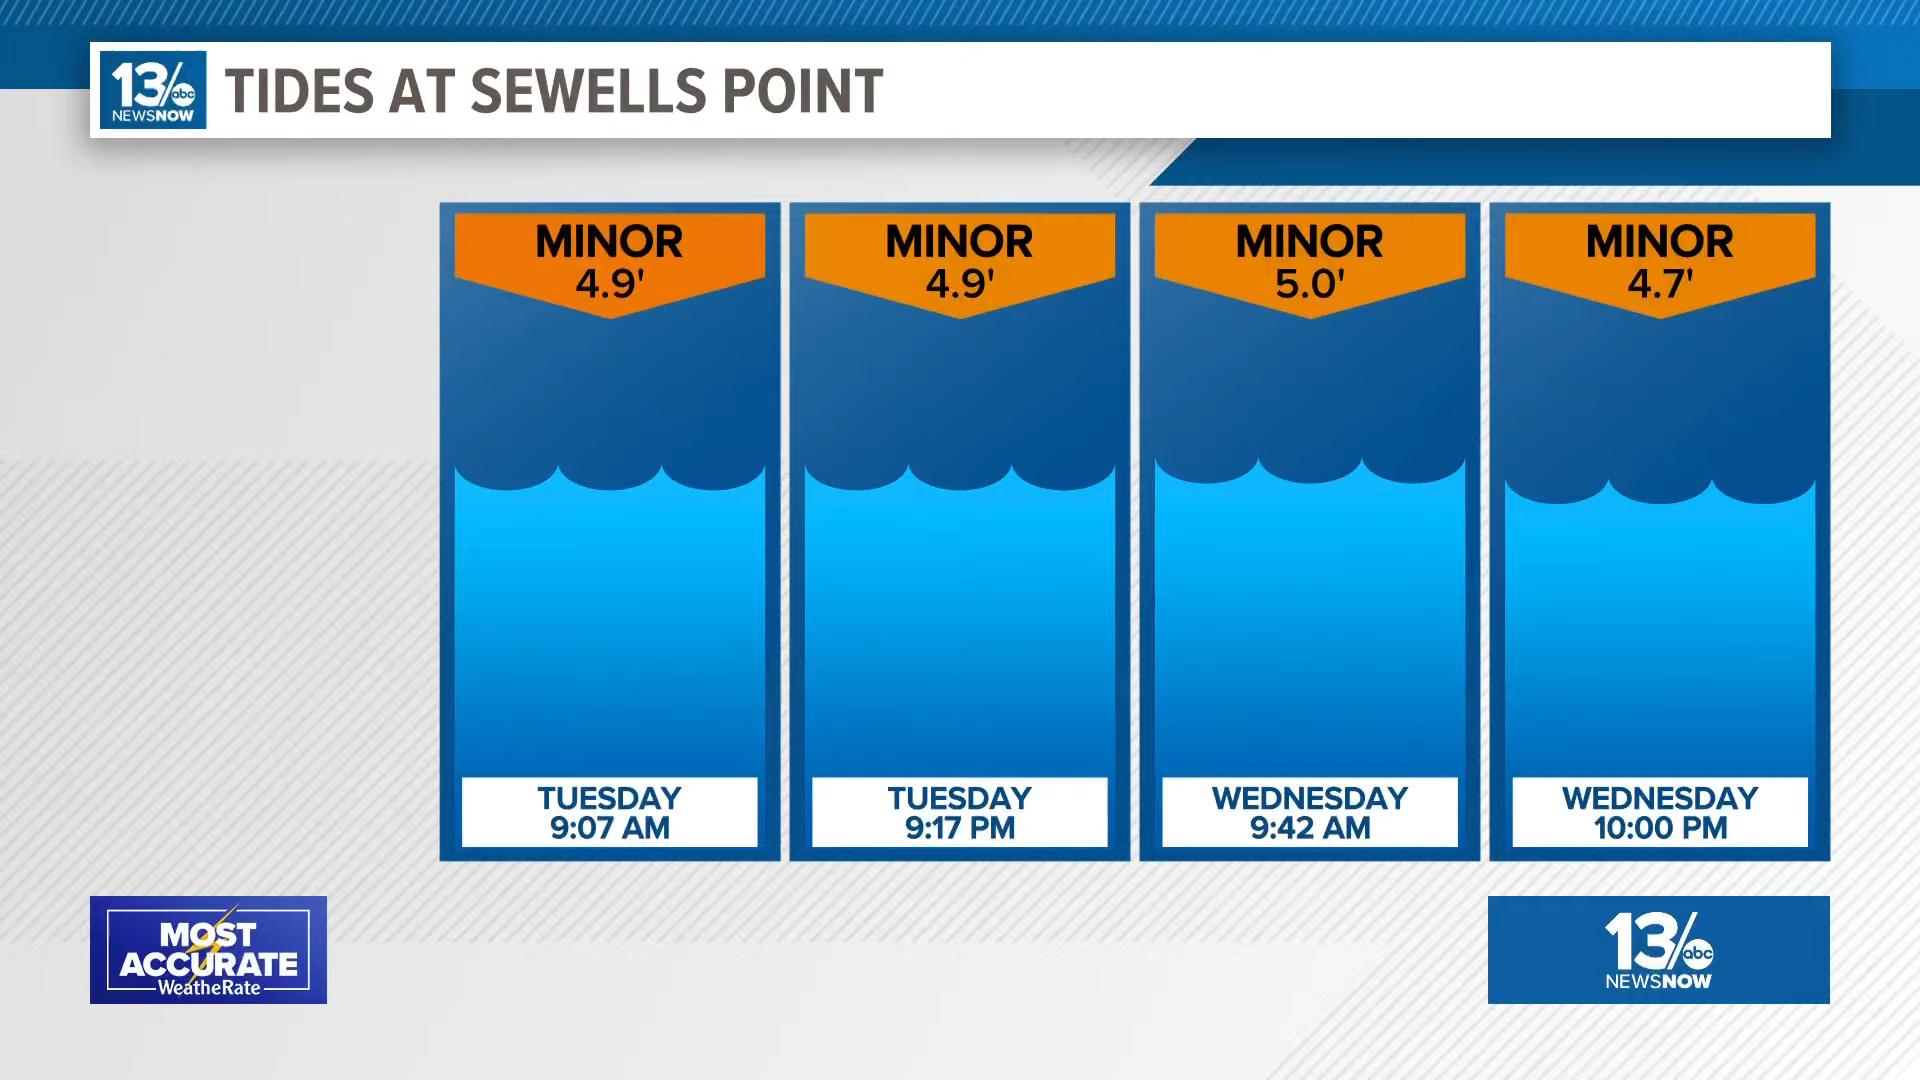 13 abc
NEWSNOW
TIDES AT SEWELLS POINT
MINOR
4.9'
TUESDAY
9:07 AM
MINOR
4.9'
TUESDAY
9:17 PM
MINOR
5.0'
WEDNESDAY
9:42 AM
MINOR
4.7'
WEDNESDAY
10:00 PM
MOST
ACCURATE
WeatheRate
13 abc
NEWSNOW